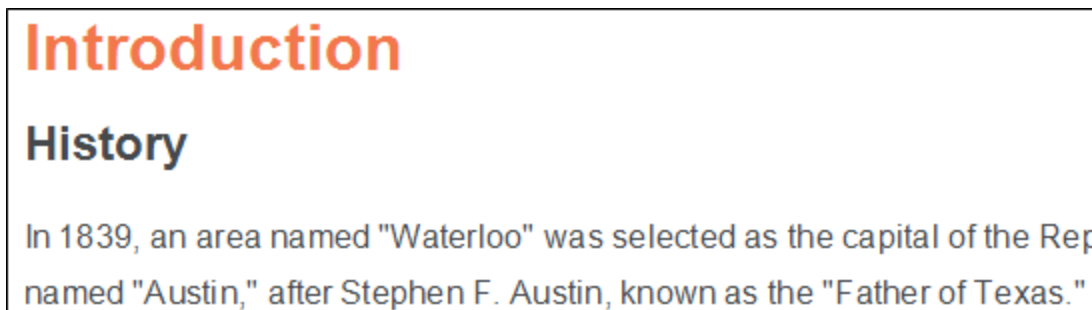 Introduction
History
In 1839, an area named "Waterloo" was selected as the capital of the Rep
named "Austin," after Stephen F. Austin, known as the "Father of Texas."